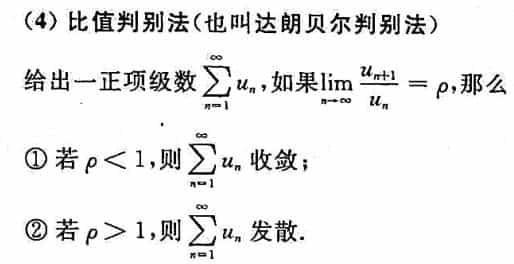 (4) 比值判别法(也叫达朗贝尔判别法)
给出一正项级数 $\sum_{n=1}^{\infty} u_n$,如果 $\lim_{n \to \infty} \frac{u_{n+1}}{u_n} = \rho$,那么
① 若 $\rho < 1$,则 $\sum_{n=1}^{\infty} u_n$ 收敛;
② 若 $\rho > 1$,则 $\sum_{n=1}^{\infty} u_n$ 发散.